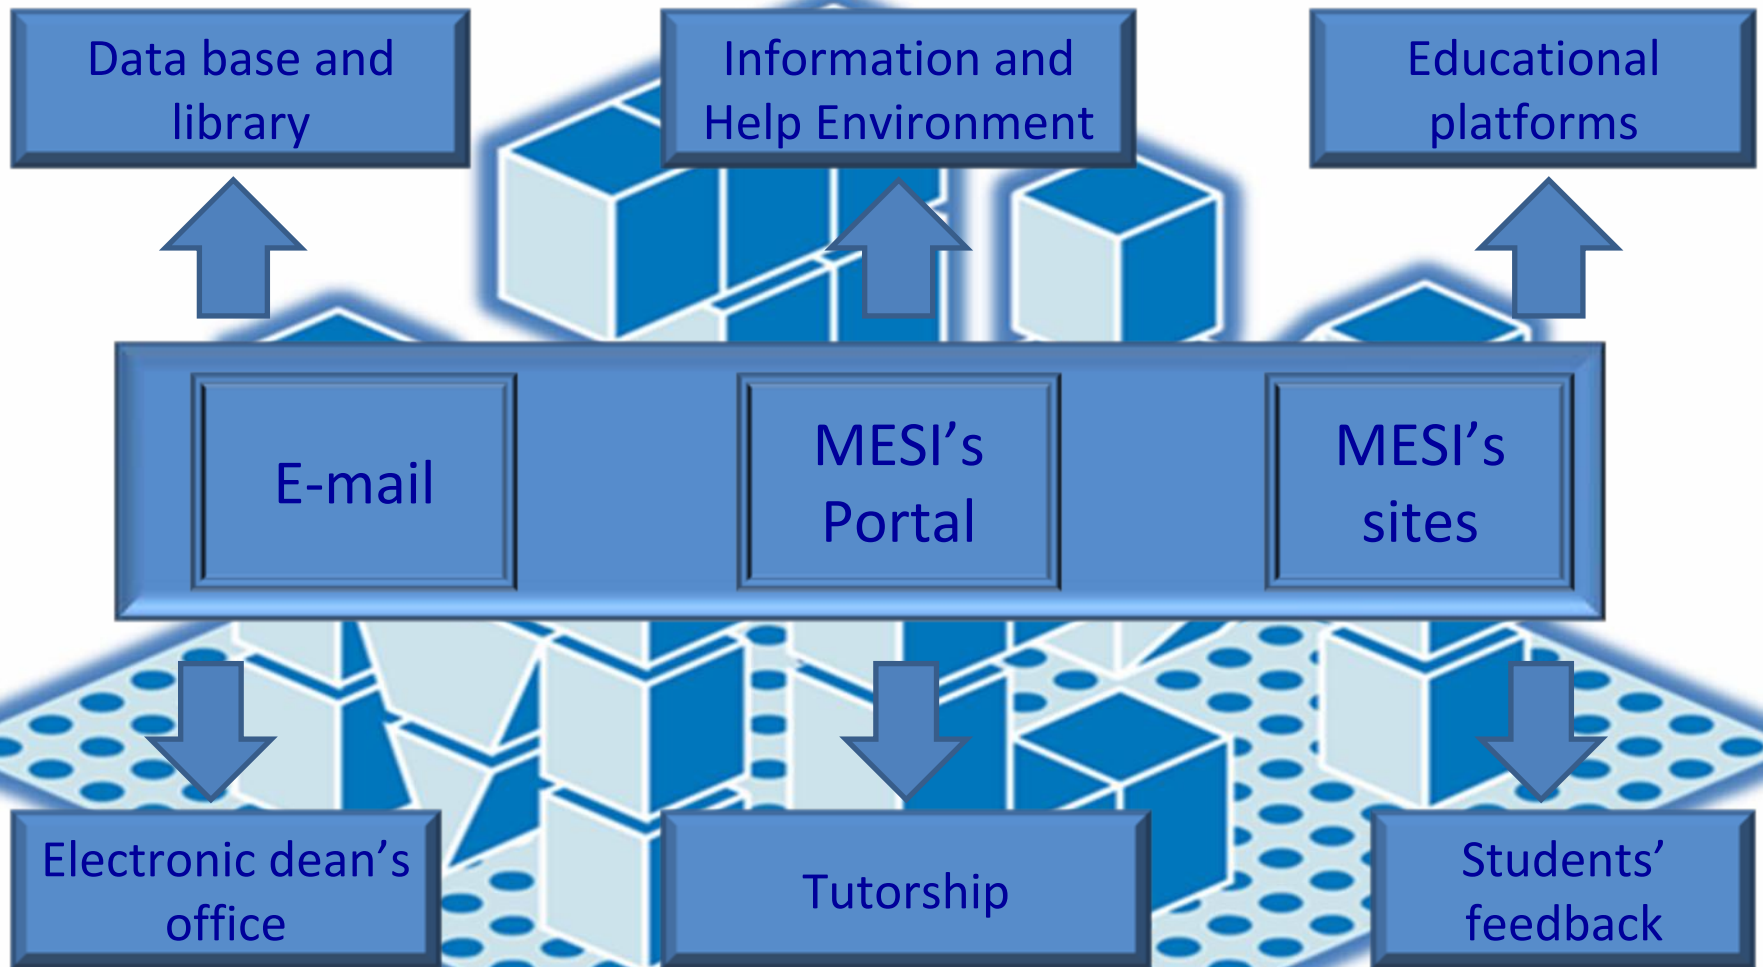 Data base and
library
Information and
Help Environment
Educational
platforms
E-mail
MESI’s
Portal
MESI’s
sites
Electronic dean’s
office
Tutorship
Students’
feedback